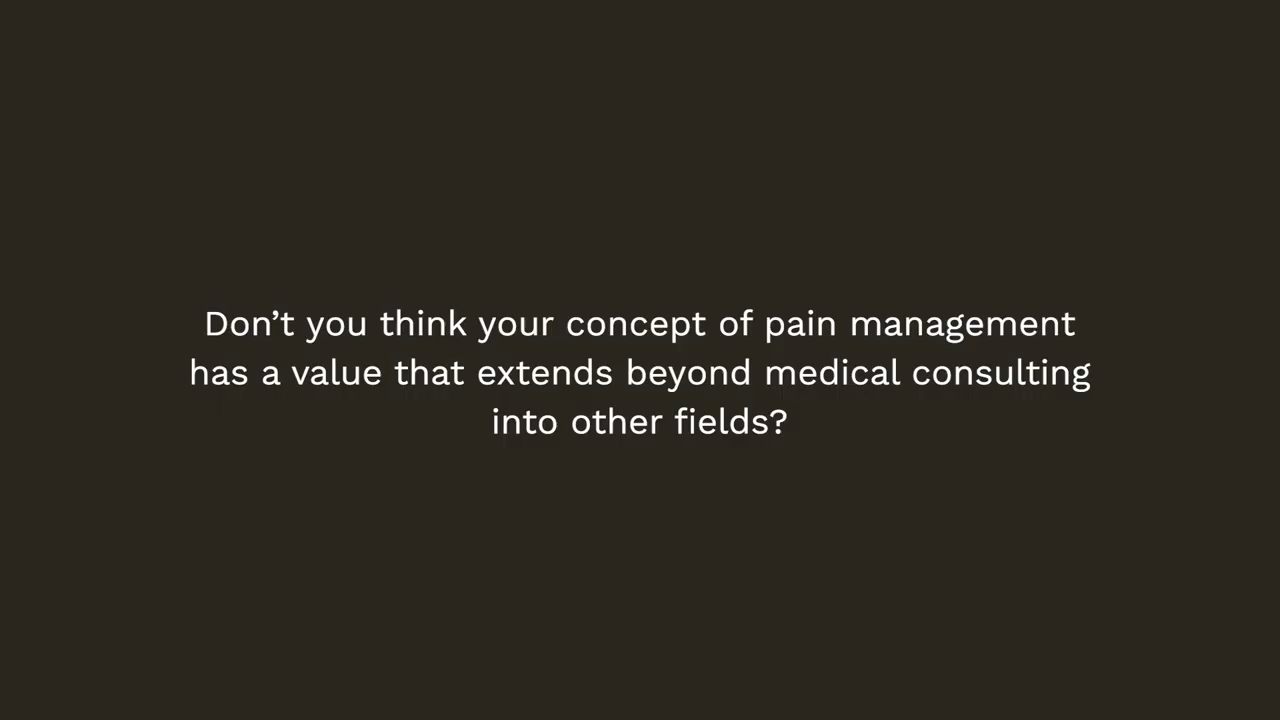 Don’t you think your concept of pain management
has a value that extends beyond medical consulting
into other fields?